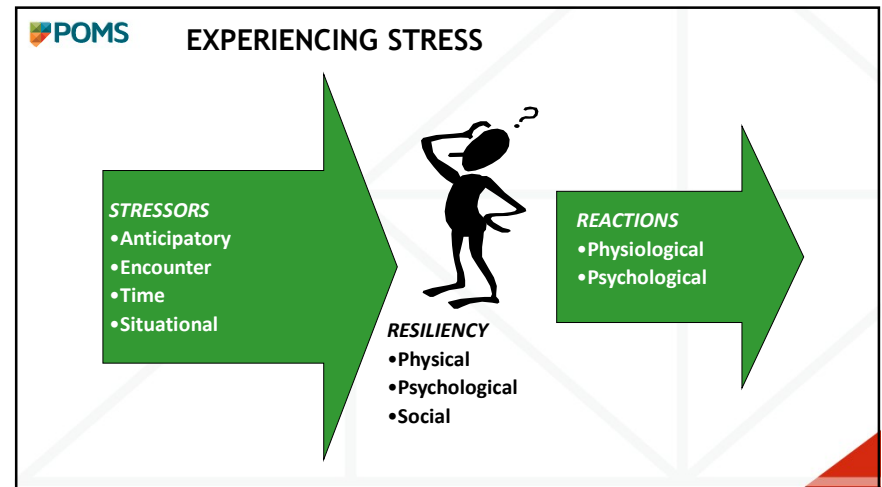 POMS
EXPERIENCING STRESS
STRESSORS
•Anticipatory
•Encounter
•Time
•Situational
?
RESILIENCY
•Physical
•Psychological
•Social
REACTIONS
•Physiological
•Psychological